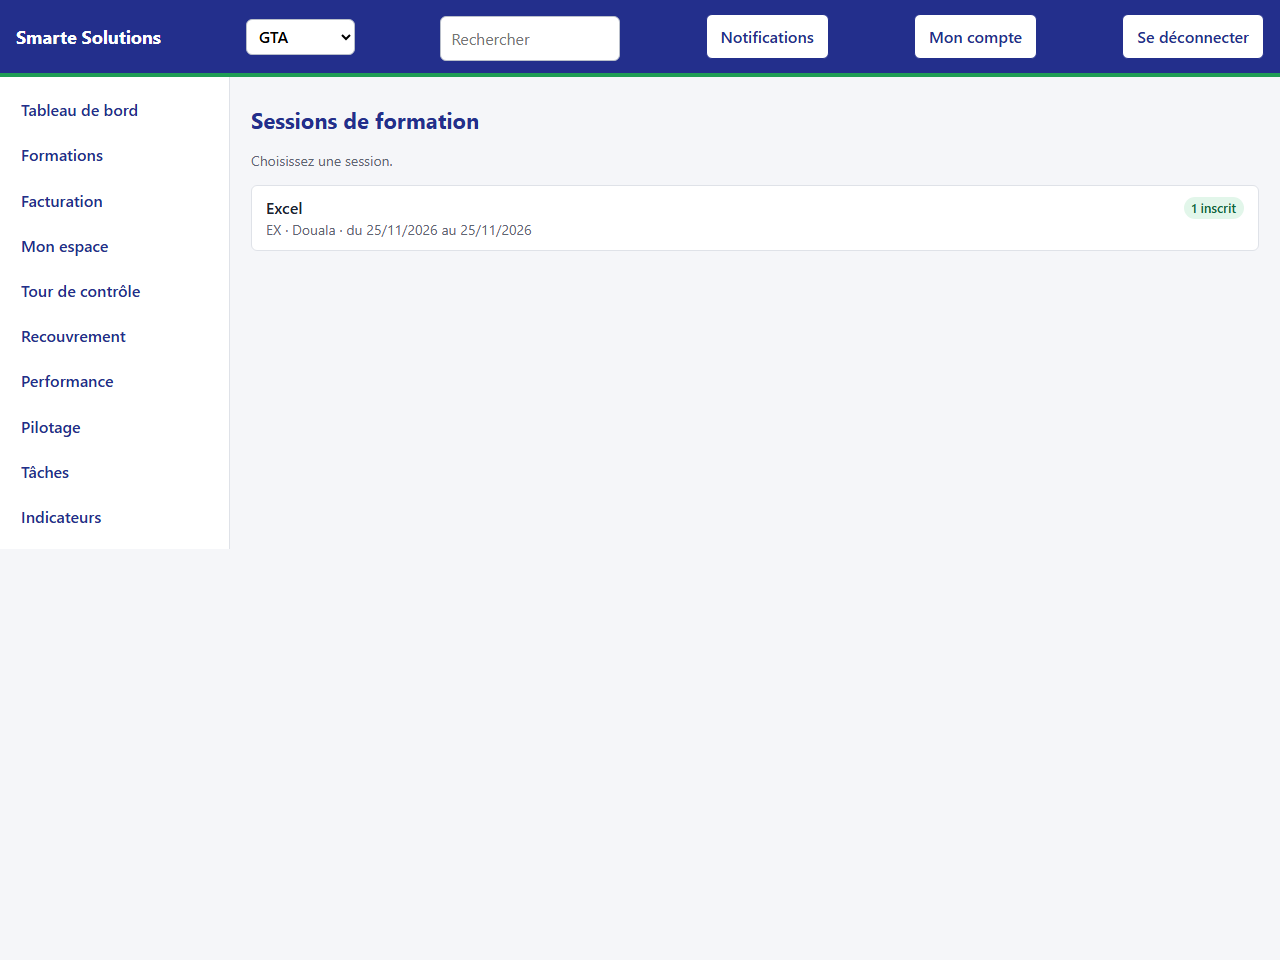 Smarte Solutions
GTA
Rechercher
Notifications
Mon compte
Se déconnecter
Tableau de bord
Formations
Facturation
Mon espace
Tour de contrôle
Recouvrement
Performance
Pilotage
Tâches
Indicateurs
Sessions de formation
Choisissez une session.
Excel
1 inscrit
EX · Douala · du 25/11/2026 au 25/11/2026